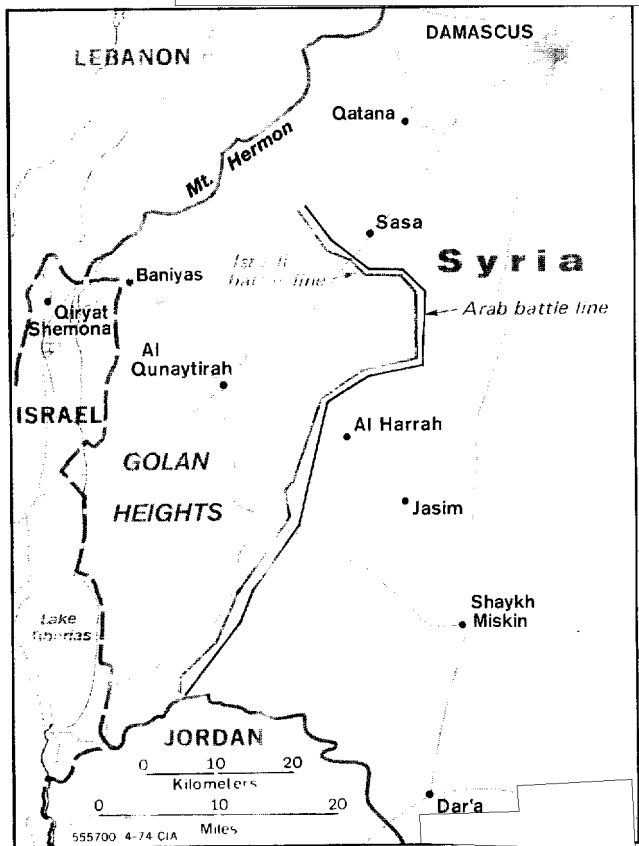 DAMASCUS
LEBANON
Qatana
Mt. Hermon
Sasa
battle line
Syria
Baniyas
Arab battle line
Qiryat
Shemona
Al
Qunaytirah
ISRAEL
Al Harrah
GOLAN
HEIGHTS
Jasim
Shaykh
Miskin
Lake
JORDAN
0 10 20
Kilometers
0 10 20
Miles
Dar'a
555700 4-74 CIA